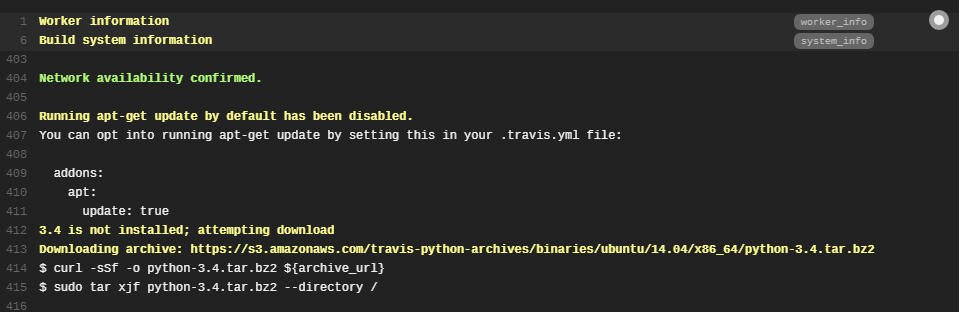 1 Worker information worker_info
6 Build system information system_info
403
404 Network availability confirmed.
405
406 Running apt-get update by default has been disabled.
407 You can opt into running apt-get update by setting this in your .travis.yml file:
408
409 addons:
410 apt:
411 update: true
412 3.4 is not installed; attempting download
413 Downloading archive: https://s3.amazonaws.com/travis-python-archives/binaries/ubuntu/14.04/x86_64/python-3.4.tar.bz2
414 $ curl -sSf -o python-3.4.tar.bz2 ${archive_url}
415 $ sudo tar xjf python-3.4.tar.bz2 --directory /
416